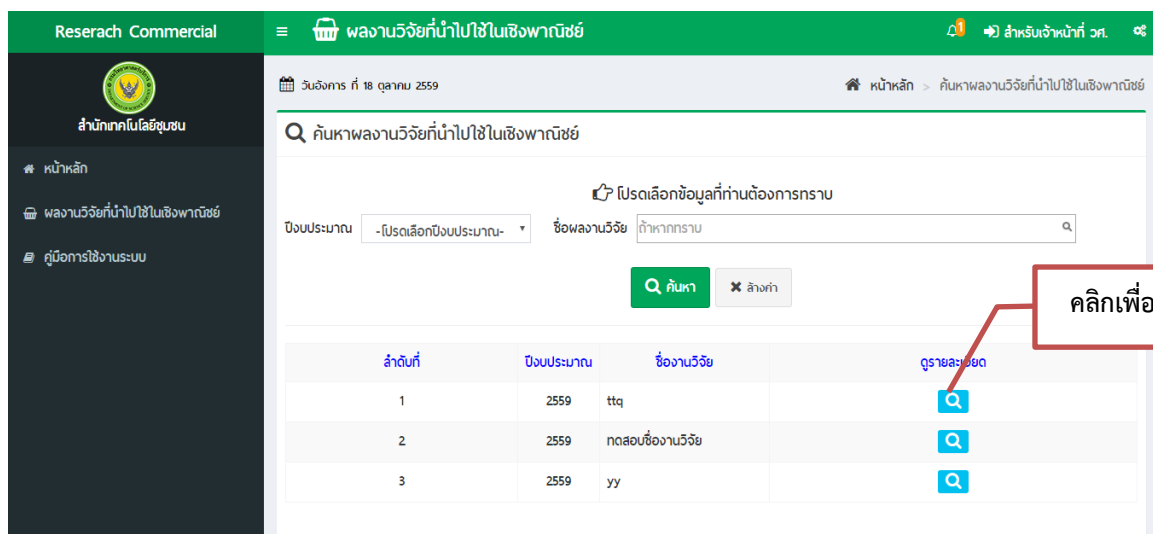 Reserach Commercial
ผลงานวิจัยที่นำไปใช้ในเชิงพาณิชย์
1
สำหรับเจ้าหน้าที่ วศ.
สำนักเทคโนโลยีชุมชน
หน้าหลัก
ผลงานวิจัยที่นำไปใช้ในเชิงพาณิชย์
คู่มือการใช้งานระบบ
วันอังคาร ที่ 18 ตุลาคม 2559
หน้าหลัก > ค้นหาผลงานวิจัยที่นำไปใช้ในเชิงพาณิชย์
ค้นหาผลงานวิจัยที่นำไปใช้ในเชิงพาณิชย์
โปรดเลือกข้อมูลที่ท่านต้องการทราบ
ปีงบประมาณ -โปรดเลือกปีงบประมาณ- ชื่อผลงานวิจัย ถ้าหากทราบ
ค้นหา ล้างค่า
คลิกเพื่อ
ลำดับที่ ปีงบประมาณ ชื่องานวิจัย ดูรายละเอียด
1 2559 ttq
2 2559 ทดสอบชื่องานวิจัย
3 2559 yy